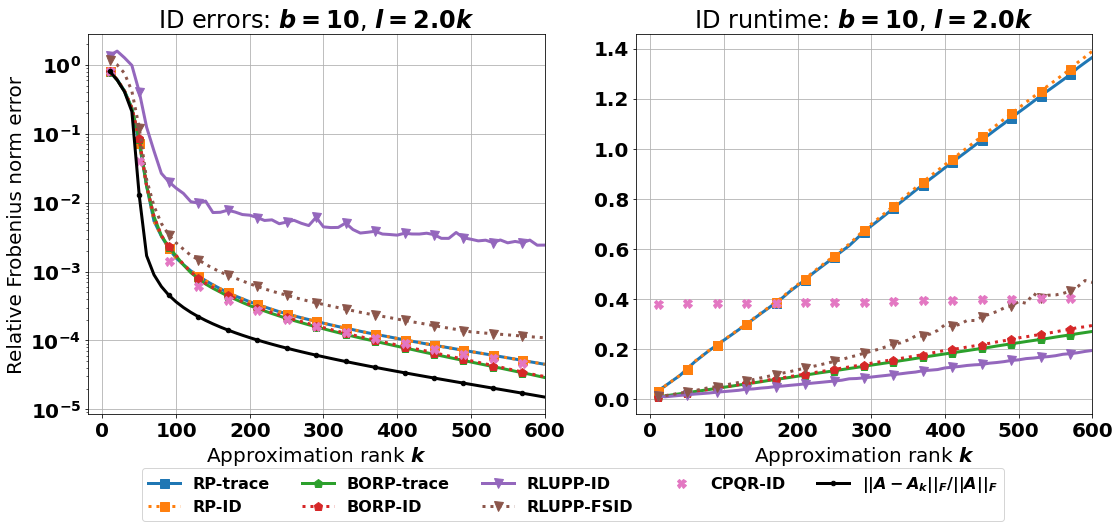 ID errors: b = 10, l = 2.0k
Relative Frobenius norm error
10⁰
10⁻¹
10⁻²
10⁻³
10⁻⁴
10⁻⁵
0 100 200 300 400 500 600
Approximation rank k
ID runtime: b = 10, l = 2.0k
1.4
1.2
1.0
0.8
0.6
0.4
0.2
0.0
0 100 200 300 400 500 600
Approximation rank k
RP-trace BORP-trace RLUPP-ID CPQR-ID ||A − Aₖ||_F/||A||_F
RP-ID BORP-ID RLUPP-FSID